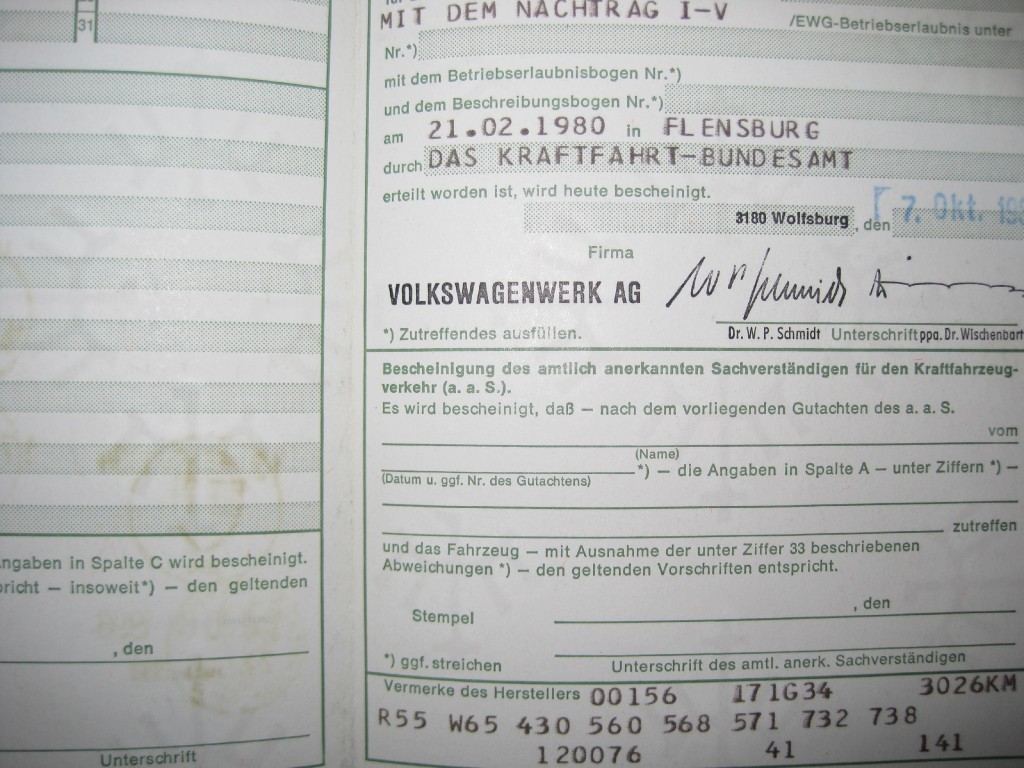 31
ngaben in Spalte C wird bescheinigt.
richt — insoweit*) — den geltenden
, den
Unterschrift
MIT DEM NACHTRAG I-V
/EWG-Betriebserlaubnis unter
Nr.*)
mit dem Betriebserlaubnisbogen Nr.*)
und dem Beschreibungsbogen Nr.*)
am 21.02.1980 in FLENSBURG
durch DAS KRAFTFAHRT-BUNDESAMT
erteilt worden ist, wird heute bescheinigt.
3180 Wolfsburg, den 7. Okt.
Firma
VOLKSWAGENWERK AG
*) Zutreffendes ausfüllen. Dr. W. P. Schmidt Unterschrift ppa. Dr. Wischenbart
Bescheinigung des amtlich anerkannten Sachverständigen für den Kraftfahrzeug-
verkehr (a. a. S.).
Es wird bescheinigt, daß — nach dem vorliegenden Gutachten des a. a. S.
vom
(Name)
*) — die Angaben in Spalte A — unter Ziffern *) —
(Datum u. ggf. Nr. des Gutachtens)
zutreffen
und das Fahrzeug — mit Ausnahme der unter Ziffer 33 beschriebenen
Abweichungen *) — den geltenden Vorschriften entspricht.
Stempel , den
*) ggf. streichen Unterschrift des amtl. anerk. Sachverständigen
Vermerke des Herstellers 00156 171G34 3026KM
R55 W65 430 560 568 571 732 738
120076 41 141